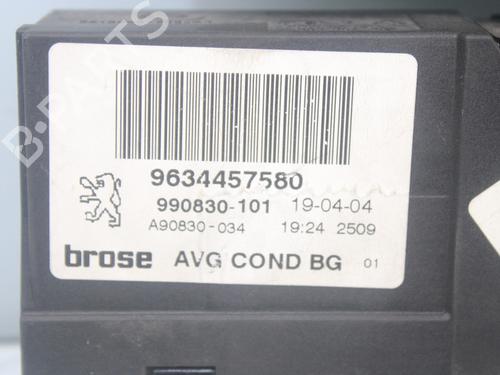 9634457580
990830-101 19-04-04
A90830-034 19:24 2509
brose AVG COND BG 01
B-PARTS